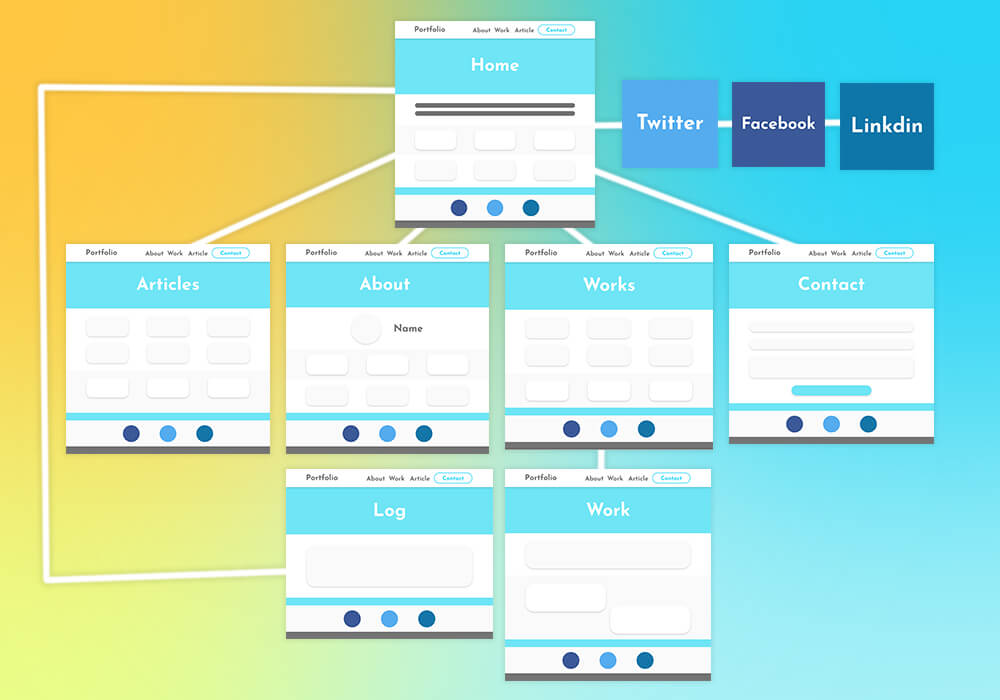 Portfolio About Work Article Contact
Home
Twitter Facebook Linkdin
Portfolio About Work Article Contact
Articles
Portfolio About Work Article Contact
About
Name
Portfolio About Work Article Contact
Works
Portfolio About Work Article Contact
Contact
Portfolio About Work Article Contact
Log
Portfolio About Work Article Contact
Work